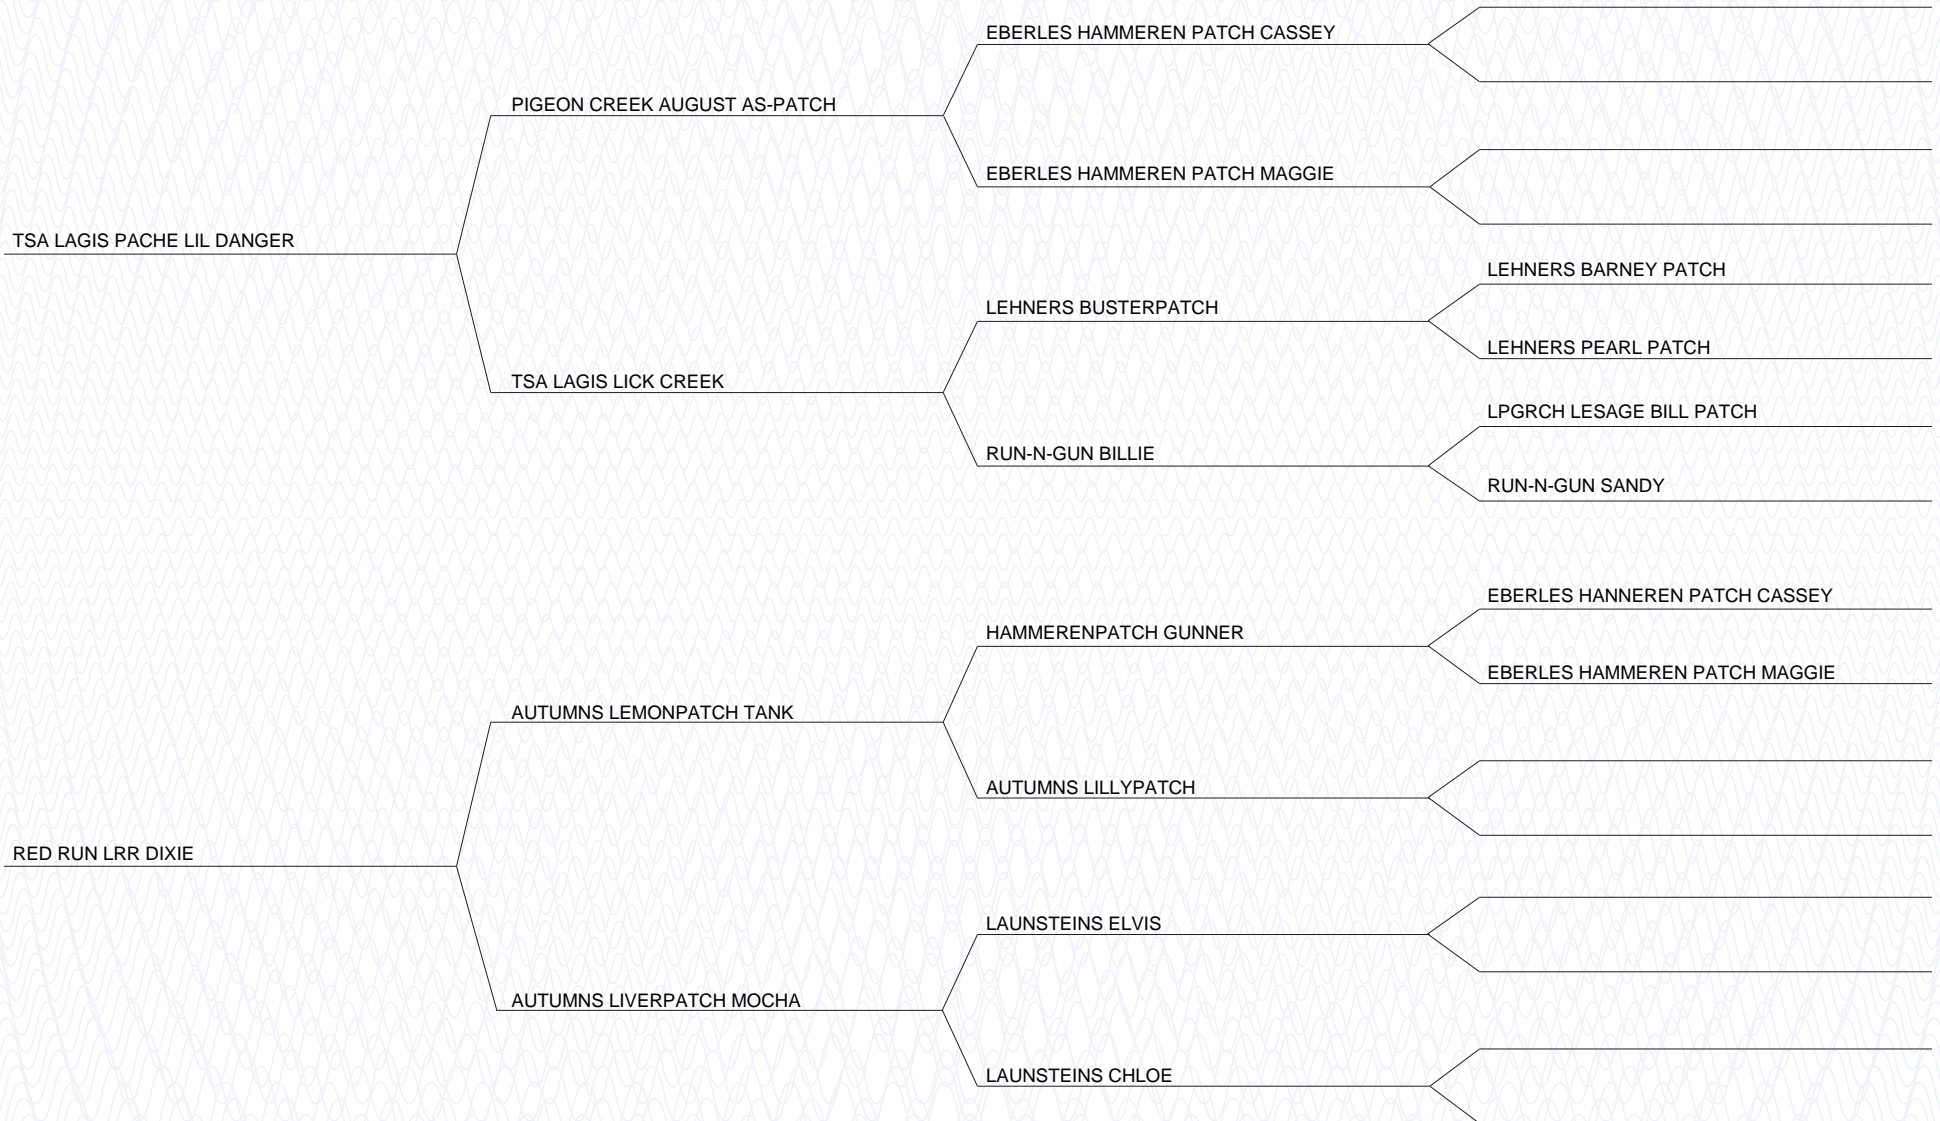 EBERLES HAMMEREN PATCH CASSEY
PIGEON CREEK AUGUST AS-PATCH
EBERLES HAMMEREN PATCH MAGGIE
TSA LAGIS PACHE LIL DANGER
LEHNERS BARNEY PATCH
LEHNERS BUSTERPATCH
LEHNERS PEARL PATCH
TSA LAGIS LICK CREEK
LPGRCH LESAGE BILL PATCH
RUN-N-GUN BILLIE
RUN-N-GUN SANDY
EBERLES HANNEREN PATCH CASSEY
HAMMERENPATCH GUNNER
EBERLES HAMMEREN PATCH MAGGIE
AUTUMNS LEMONPATCH TANK
AUTUMNS LILLYPATCH
RED RUN LRR DIXIE
LAUNSTEINS ELVIS
AUTUMNS LIVERPATCH MOCHA
LAUNSTEINS CHLOE